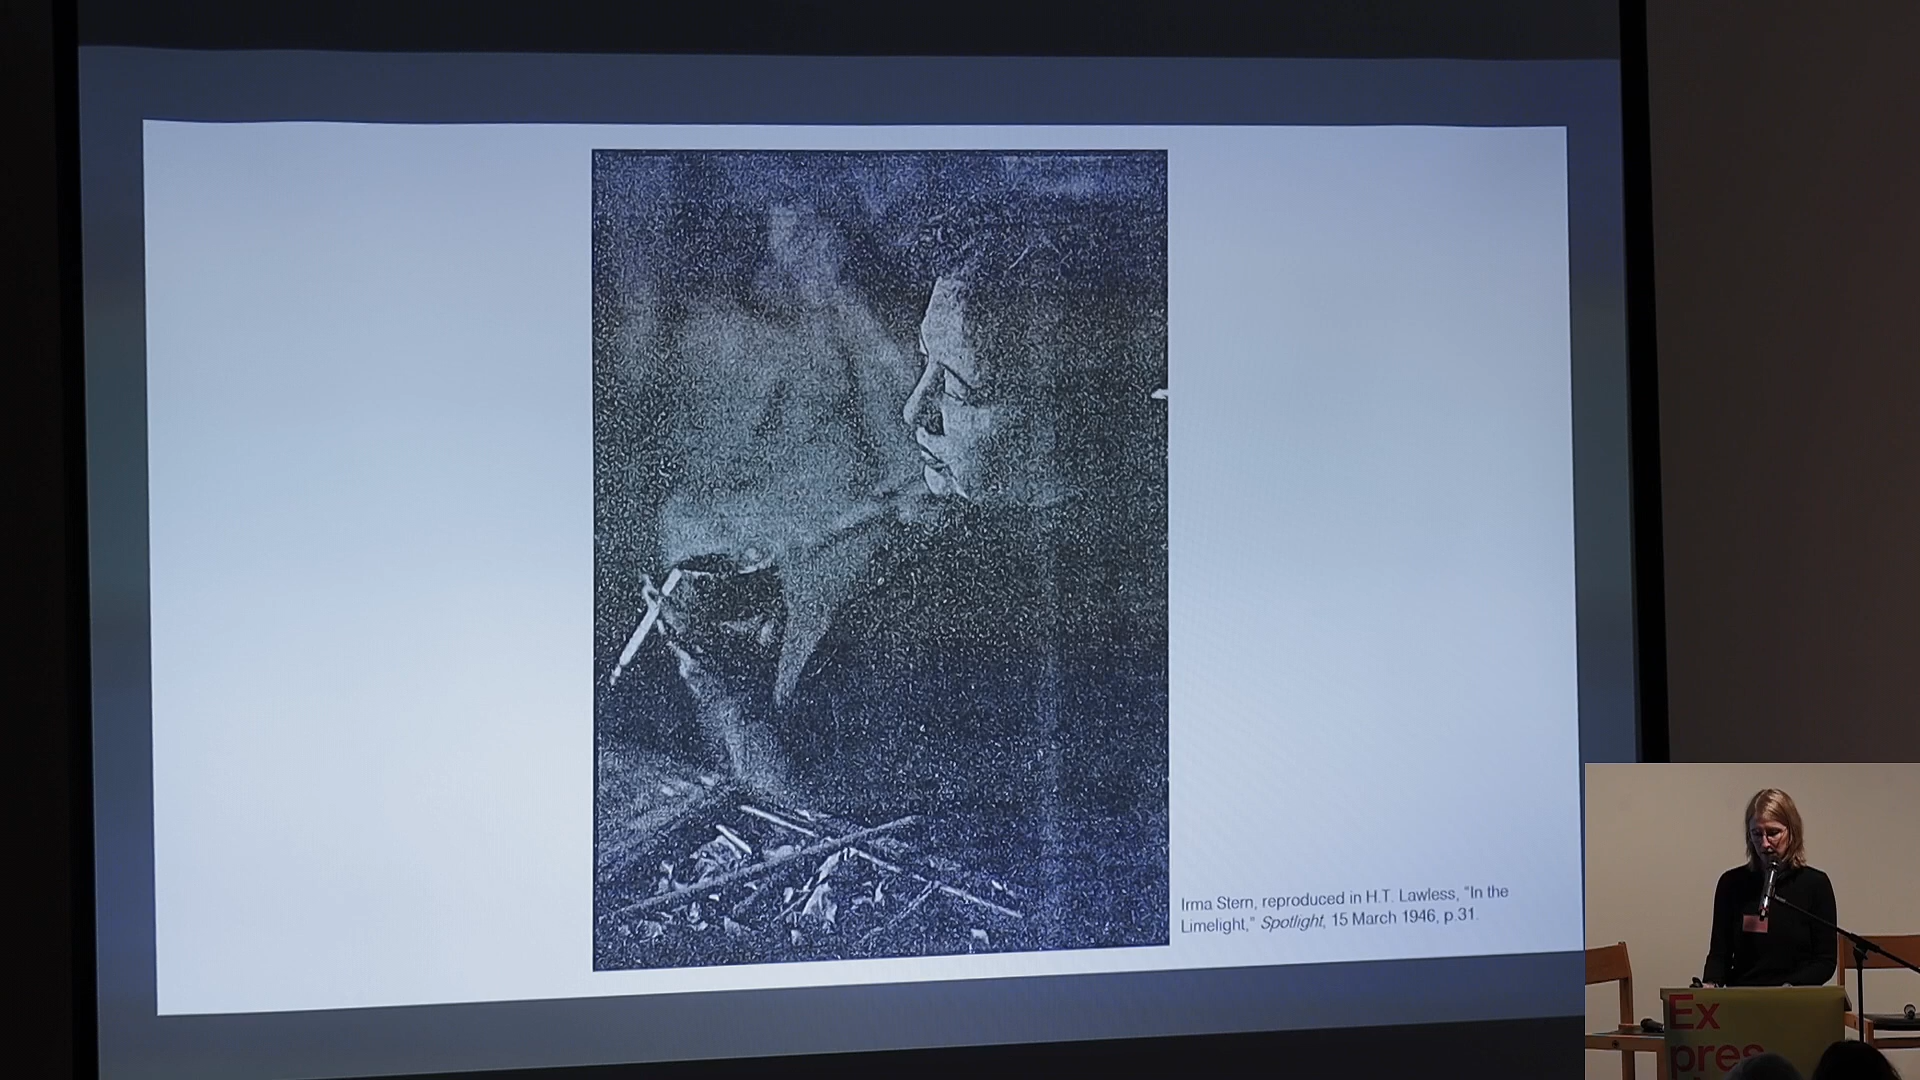 Irma Stern, reproduced in H.T. Lawless, "In the
Limelight," Spotlight, 15 March 1946, p.31.
Ex
pres